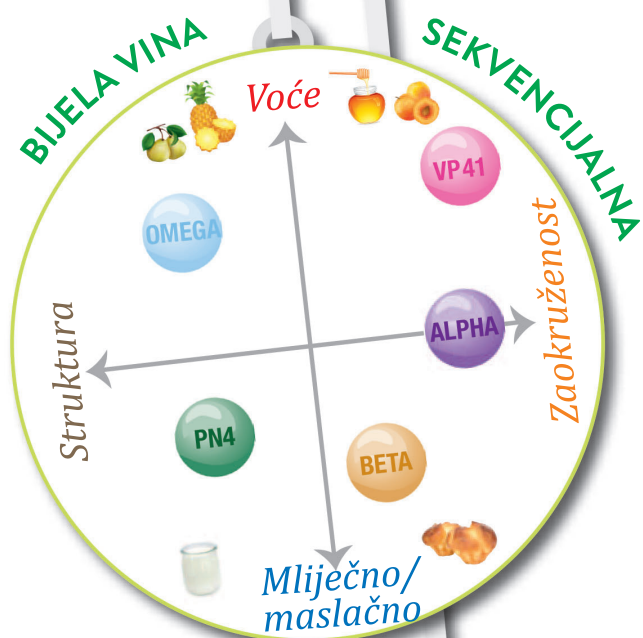 BIJELA VINA
SEKVENCIJALNA
Voće
VP41
OMEGA
Zaokruženost
ALPHA
Struktura
PN4
BETA
Mliječno/
maslačno